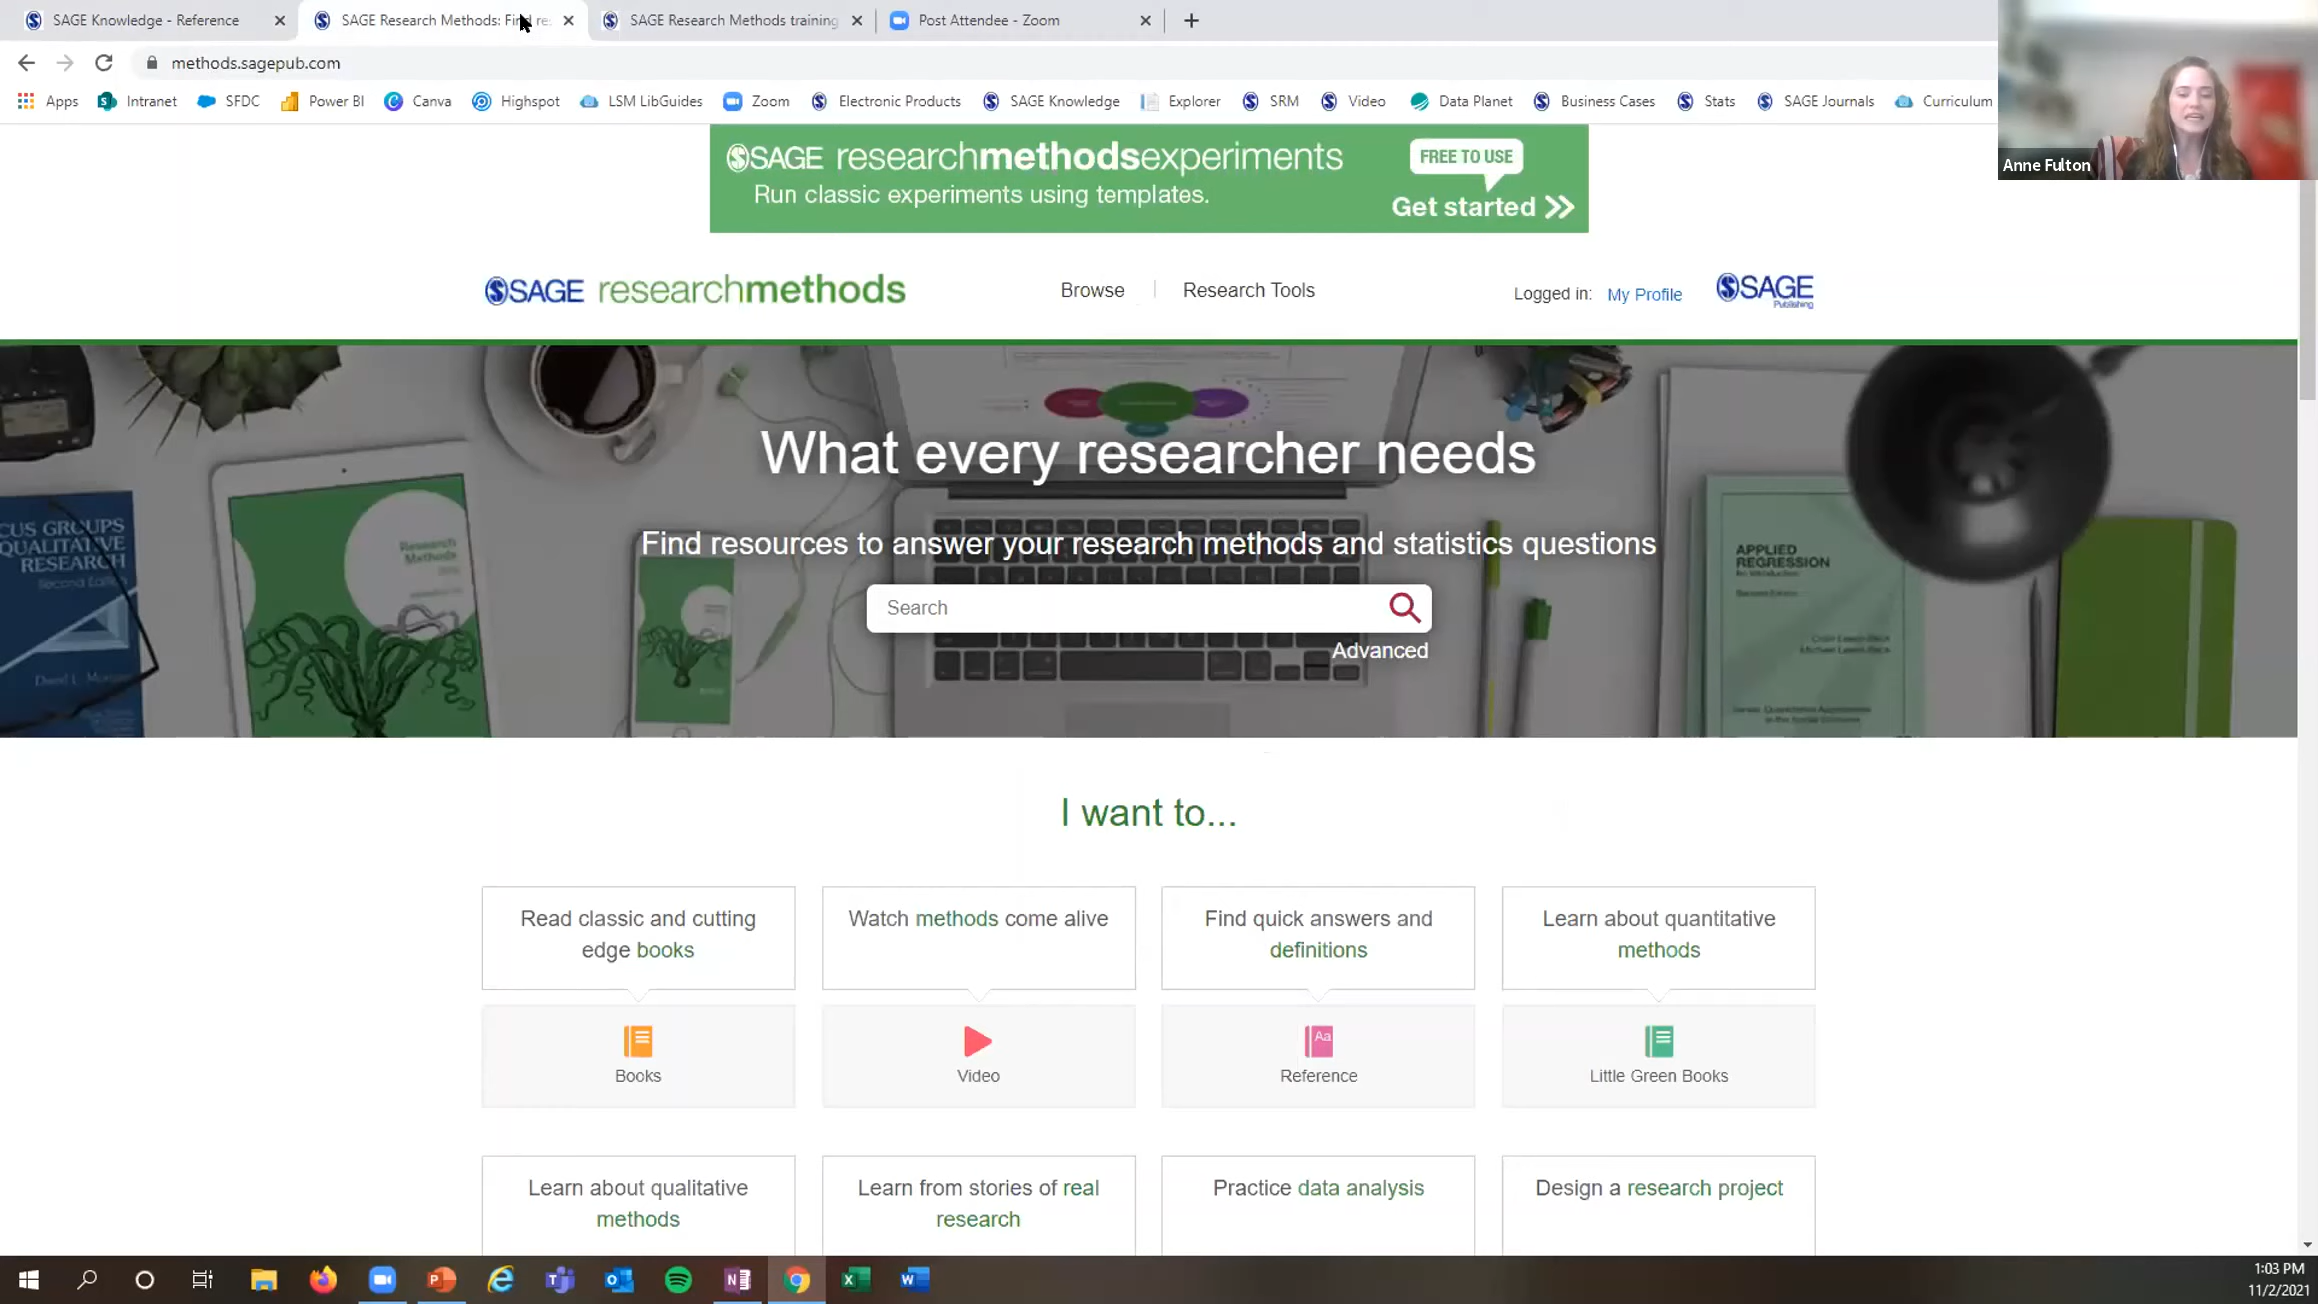 SAGE Knowledge - Reference
SAGE Research Methods: Find re
SAGE Research Methods training
Post Attendee - Zoom
methods.sagepub.com
Apps
Intranet
SFDC
Power BI
Canva
Highspot
LSM LibGuides
Zoom
Electronic Products
SAGE Knowledge
Explorer
SRM
Video
Data Planet
Business Cases
Stats
SAGE Journals
Curriculum
Anne Fulton
SAGE researchmethodsexperiments
FREE TO USE
Run classic experiments using templates.
Get started
SAGE researchmethods
Browse
Research Tools
Logged in: My Profile
SAGE
Publishing
What every researcher needs
Find resources to answer your research methods and statistics questions
Search
Advanced
CUS GROUPS
QUALITATIVE
RESEARCH
Second Edition
Research
Methods
APPLIED
REGRESSION
I want to...
Read classic and cutting
edge books
Books
Watch methods come alive
Video
Find quick answers and
definitions
Reference
Learn about quantitative
methods
Little Green Books
Learn about qualitative
methods
Learn from stories of real
research
Practice data analysis
Design a research project
1:03 PM
11/2/2021